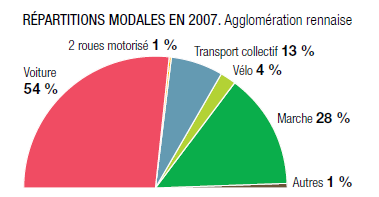 RÉPARTITIONS MODALES EN 2007. Agglomération rennaise
2 roues motorisé 1 %
Transport collectif 13 %
Voiture
54 %
Vélo 4 %
Marche 28 %
Autres 1 %